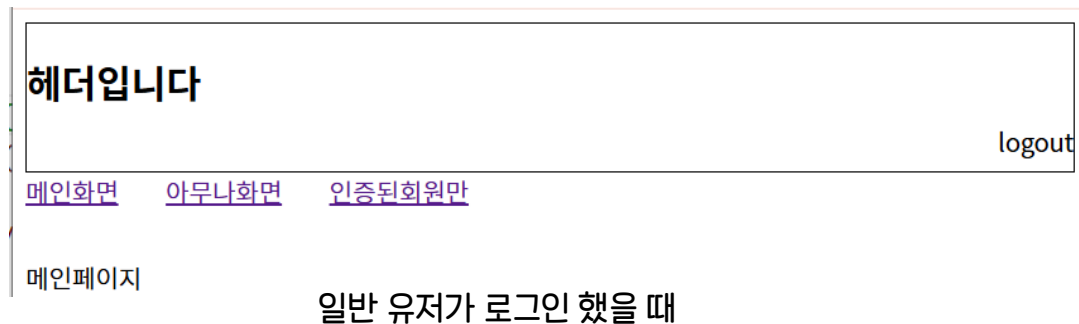 헤더입니다
logout
메인화면 아무나화면 인증된회원만
메인페이지
일반 유저가 로그인 했을 때